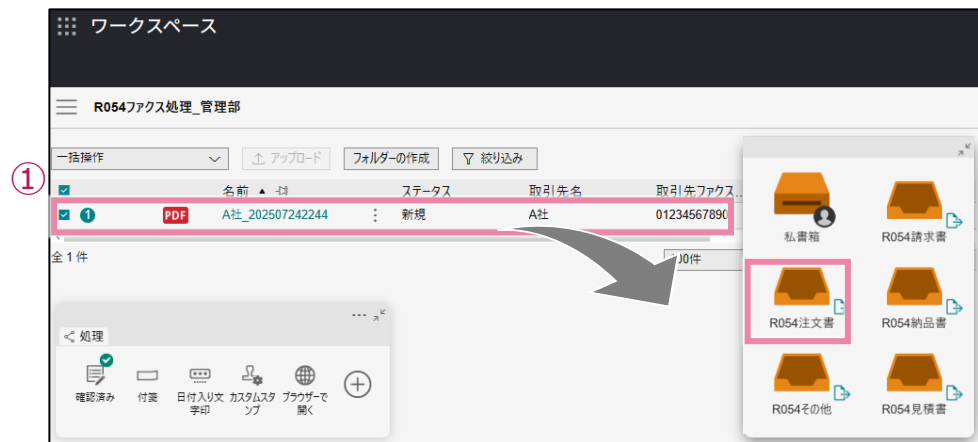 ワークスペース
R054ファクス処理_管理部
一括操作
アップロード
フォルダーの作成
絞り込み
①
名前 ▲
ステータス
取引先名
取引先ファクス...
1
PDF
A社_202507242244
新規
A社
01234567890
全 1 件
00件
処理
確認済み
付箋
日付入り文
字印
カスタムスタ
ンプ
ブラウザーで
開く
私書箱
R054請求書
R054注文書
R054納品書
R054その他
R054見積書